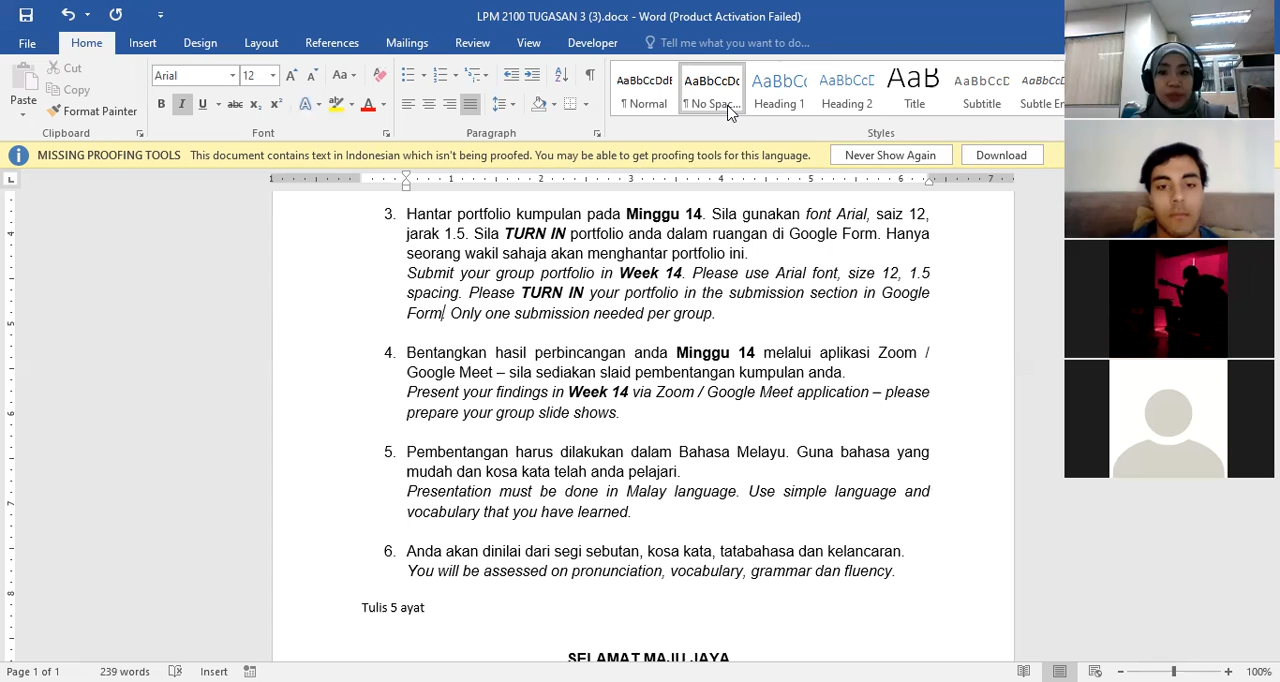 LPM 2100 TUGASAN 3 (3).docx - Word (Product Activation Failed)
File Home Insert Design Layout References Mailings Review View Developer Tell me what you want to do...
Cut
Copy
Format Painter
Paste
Clipboard
Arial 12
Font
Paragraph
AaBbCcDdE AaBbCcDc AaBbCc AaBbCcD AaB AaBbCcD AaBbCcDd
¶ Normal ¶ No Spac... Heading 1 Heading 2 Title Subtitle Subtle Em
Styles
MISSING PROOFING TOOLS This document contains text in Indonesian which isn't being proofed. You may be able to get proofing tools for this language. Never Show Again Download
1 1 2 3 4 5 6 7
3. Hantar portfolio kumpulan pada Minggu 14. Sila gunakan font Arial, saiz 12,
jarak 1.5. Sila TURN IN portfolio anda dalam ruangan di Google Form. Hanya
seorang wakil sahaja akan menghantar portfolio ini.
Submit your group portfolio in Week 14. Please use Arial font, size 12, 1.5
spacing. Please TURN IN your portfolio in the submission section in Google
Form. Only one submission needed per group.
4. Bentangkan hasil perbincangan anda Minggu 14 melalui aplikasi Zoom /
Google Meet – sila sediakan slaid pembentangan kumpulan anda.
Present your findings in Week 14 via Zoom / Google Meet application – please
prepare your group slide shows.
5. Pembentangan harus dilakukan dalam Bahasa Melayu. Guna bahasa yang
mudah dan kosa kata telah anda pelajari.
Presentation must be done in Malay language. Use simple language and
vocabulary that you have learned.
6. Anda akan dinilai dari segi sebutan, kosa kata, tatabahasa dan kelancaran.
You will be assessed on pronunciation, vocabulary, grammar dan fluency.
Tulis 5 ayat
SELAMAT MAJU JAYA
Page 1 of 1 239 words Insert 100%